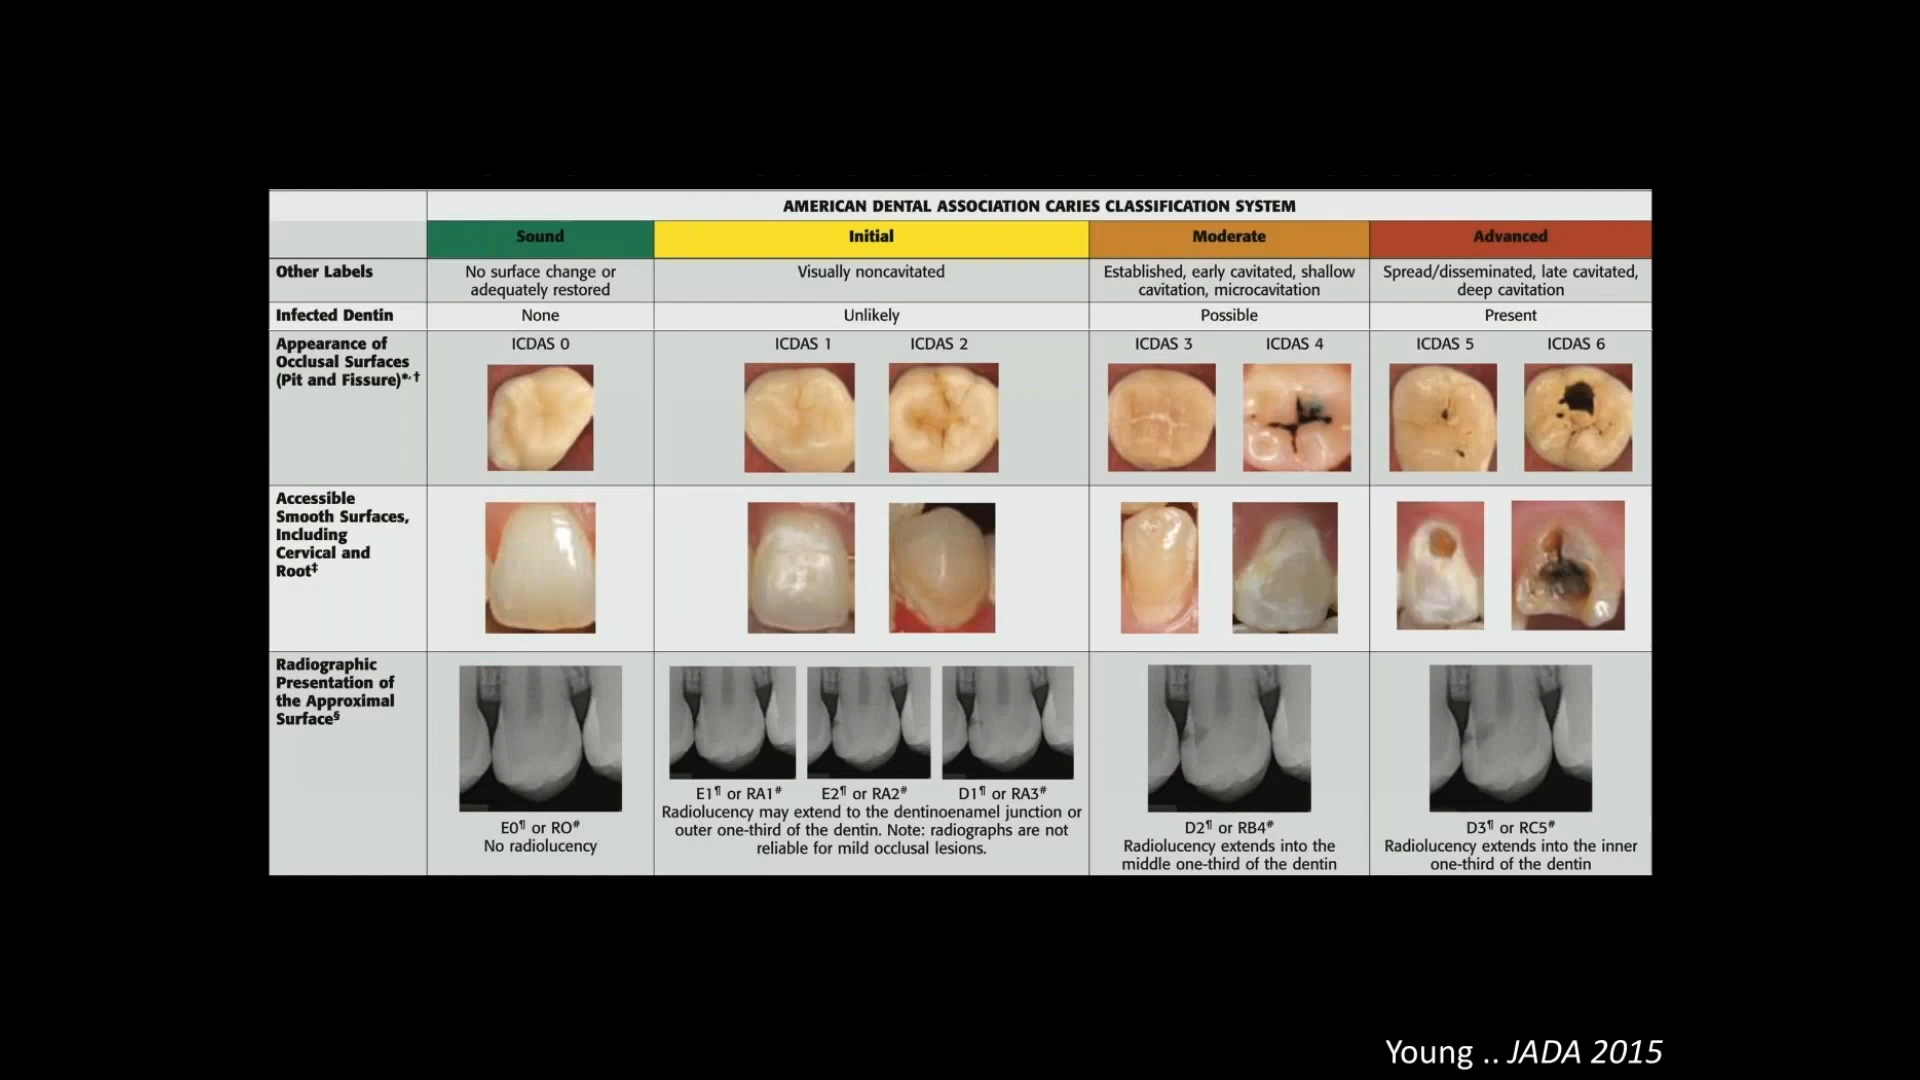 AMERICAN DENTAL ASSOCIATION CARIES CLASSIFICATION SYSTEM
Sound
Initial
Moderate
Advanced
Other Labels
No surface change or
adequately restored
Visually noncavitated
Established, early cavitated, shallow
cavitation, microcavitation
Spread/disseminated, late cavitated,
deep cavitation
Infected Dentin
None
Unlikely
Possible
Present
Appearance of
Occlusal Surfaces
(Pit and Fissure)*,†
ICDAS 0
ICDAS 1
ICDAS 2
ICDAS 3
ICDAS 4
ICDAS 5
ICDAS 6
Accessible
Smooth Surfaces,
Including
Cervical and
Root‡
Radiographic
Presentation of
the Approximal
Surface§
E0¶ or RO#
No radiolucency
E1¶ or RA1#
E2¶ or RA2#
D1¶ or RA3#
Radiolucency may extend to the dentinoenamel junction or
outer one-third of the dentin. Note: radiographs are not
reliable for mild occlusal lesions.
D2¶ or RB4#
Radiolucency extends into the
middle one-third of the dentin
D3¶ or RC5#
Radiolucency extends into the inner
one-third of the dentin
Young .. JADA 2015